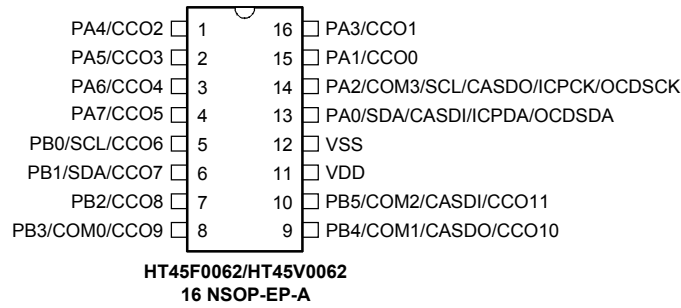 PA4/CCO2 1 16 PA3/CCO1
PA5/CCO3 2 15 PA1/CCO0
PA6/CCO4 3 14 PA2/COM3/SCL/CASDO/ICPCK/OCDSCK
PA7/CCO5 4 13 PA0/SDA/CASDI/ICPDA/OCDSDA
PB0/SCL/CCO6 5 12 VSS
PB1/SDA/CCO7 6 11 VDD
PB2/CCO8 7 10 PB5/COM2/CASDI/CCO11
PB3/COM0/CCO9 8 9 PB4/COM1/CASDO/CCO10
HT45F0062/HT45V0062
16 NSOP-EP-A